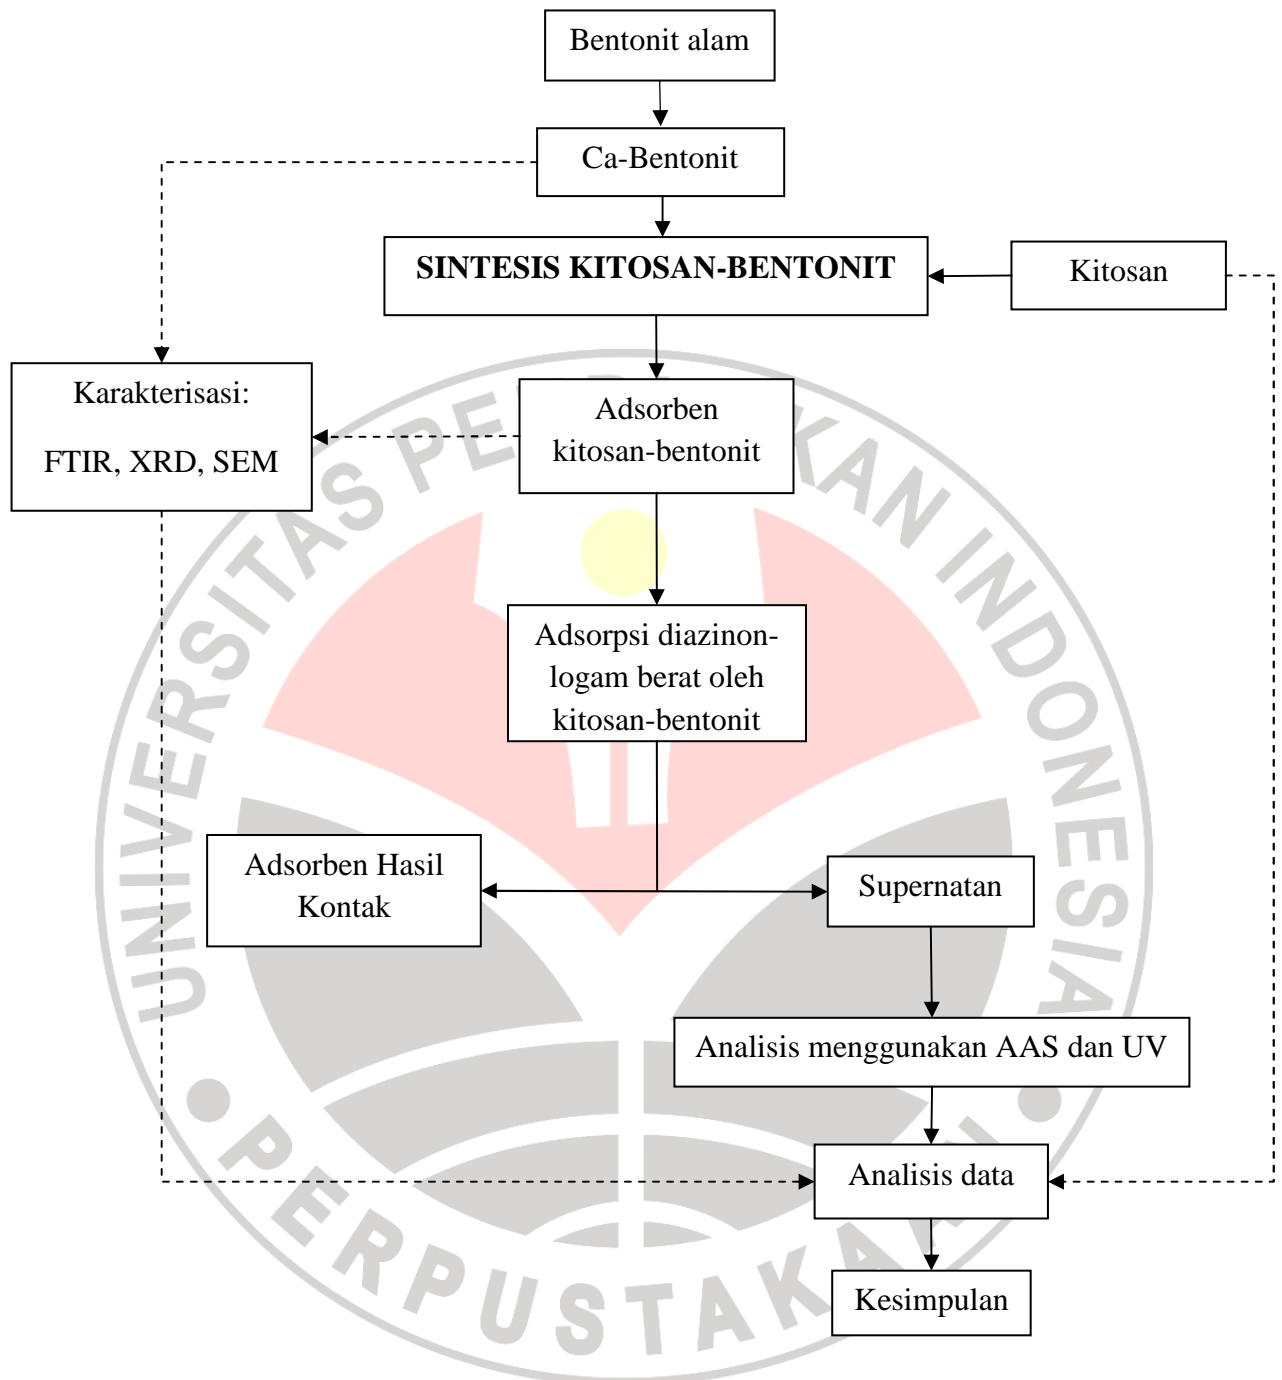 Bentonit alam
Ca-Bentonit
SINTESIS KITOSAN-BENTONIT
Kitosan
Karakterisasi:
FTIR, XRD, SEM
Adsorben
kitosan-bentonit
Adsorpsi diazinon-
logam berat oleh
kitosan-bentonit
Adsorben Hasil
Kontak
Supernatan
Analisis menggunakan AAS dan UV
Analisis data
Kesimpulan
UNIVERSITAS PENDIDIKAN INDONESIA
PERPUSTAKAAN